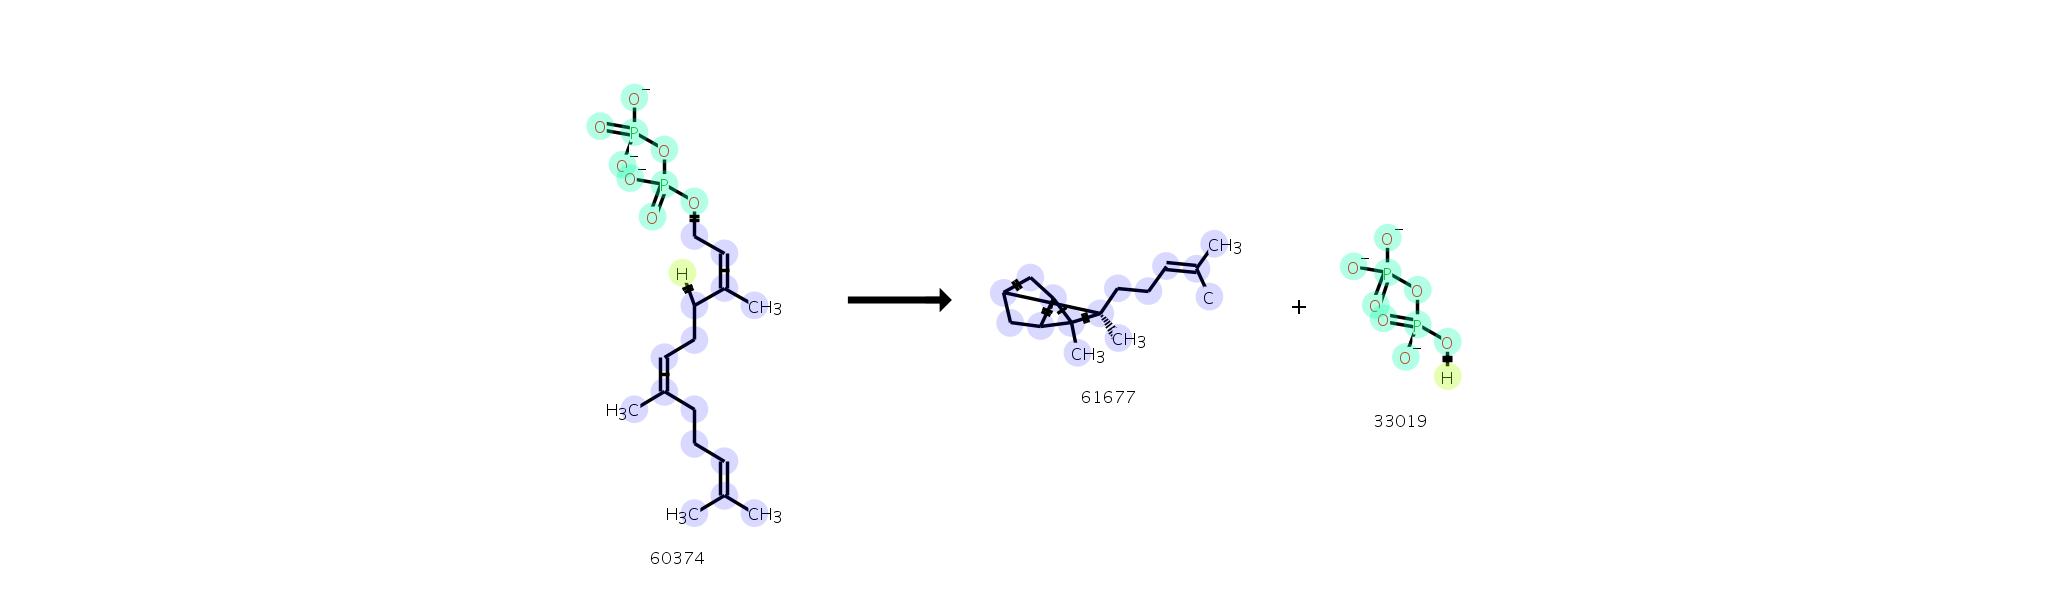 O−
O P
O− O
O− P
O O
H
CH3
H3C
H3C CH3
60374
CH3
C
CH3
CH3
61677
+
O−
O− P
O O
O P
O− O
H
33019